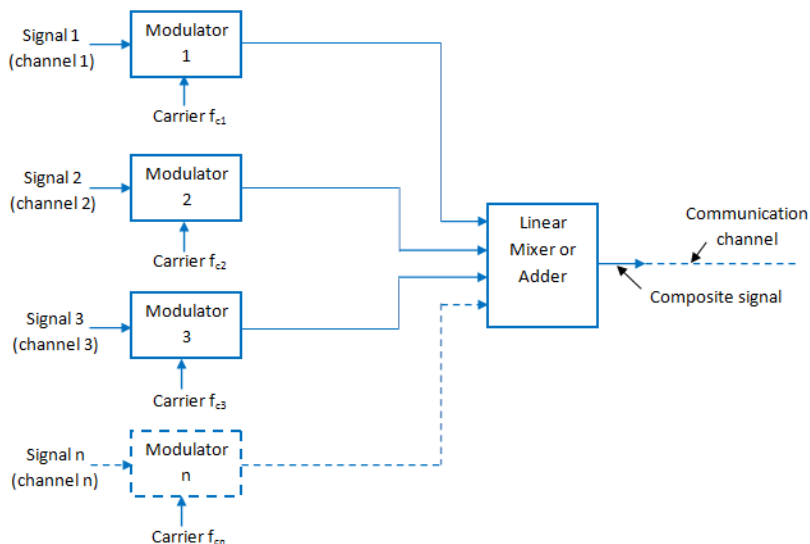 Signal 1
(channel 1)
Modulator
1
Carrier fc1
Signal 2
(channel 2)
Modulator
2
Carrier fc2
Signal 3
(channel 3)
Modulator
3
Carrier fc3
Signal n
(channel n)
Modulator
n
Carrier fcn
Linear
Mixer or
Adder
Communication
channel
Composite signal